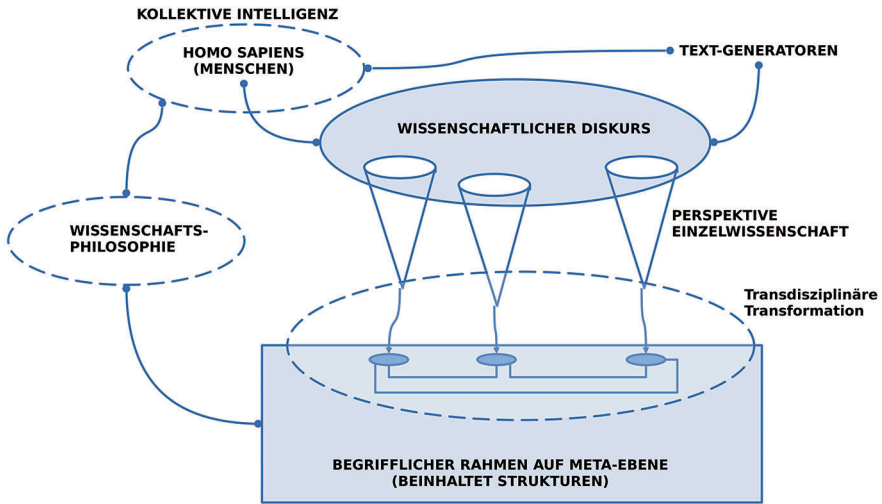 KOLLEKTIVE INTELLIGENZ
HOMO SAPIENS
(MENSCHEN)
TEXT-GENERATOREN
WISSENSCHAFTLICHER DISKURS
WISSENSCHAFTS-
PHILOSOPHIE
PERSPEKTIVE
EINZELWISSENSCHAFT
Transdisziplinäre
Transformation
BEGRIFFLICHER RAHMEN AUF META-EBENE
(BEINHALTET STRUKTUREN)